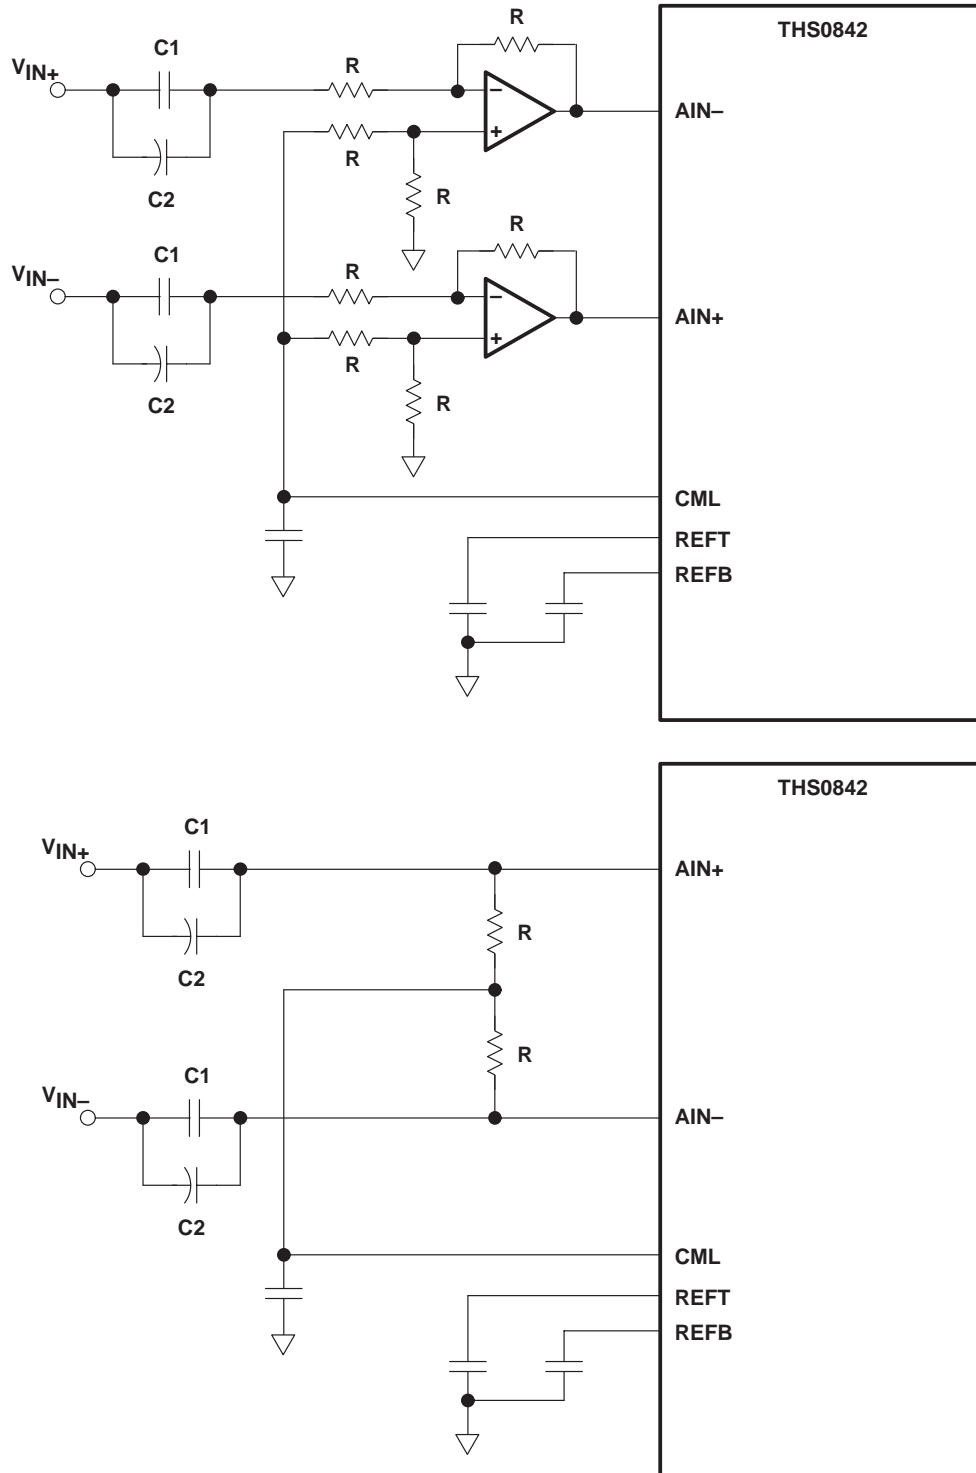 THS0842
C1
VIN+
R
R
AIN–
–
+
R
C2
R
R
C1
VIN–
R
–
AIN+
+
R
C2
R
CML
REFT
REFB
THS0842
C1
VIN+
AIN+
R
C2
R
C1
VIN–
AIN–
C2
CML
REFT
REFB